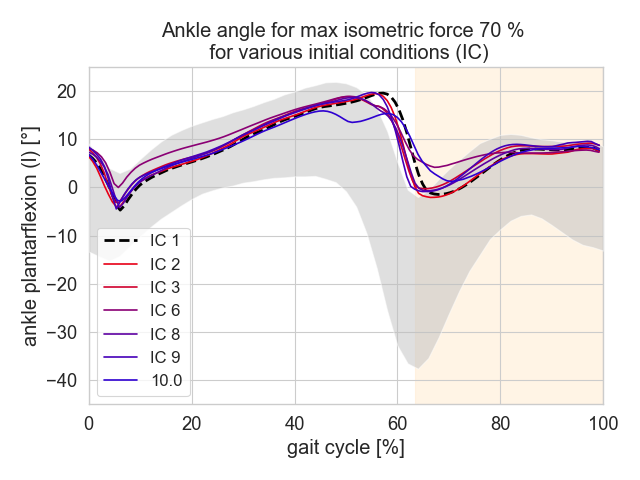 Ankle angle for max isometric force 70 %
for various initial conditions (IC)
ankle plantarflexion (l) [°]
20
10
0
−10
−20
−30
−40
IC 1
IC 2
IC 3
IC 6
IC 8
IC 9
10.0
0 20 40 60 80 100
gait cycle [%]